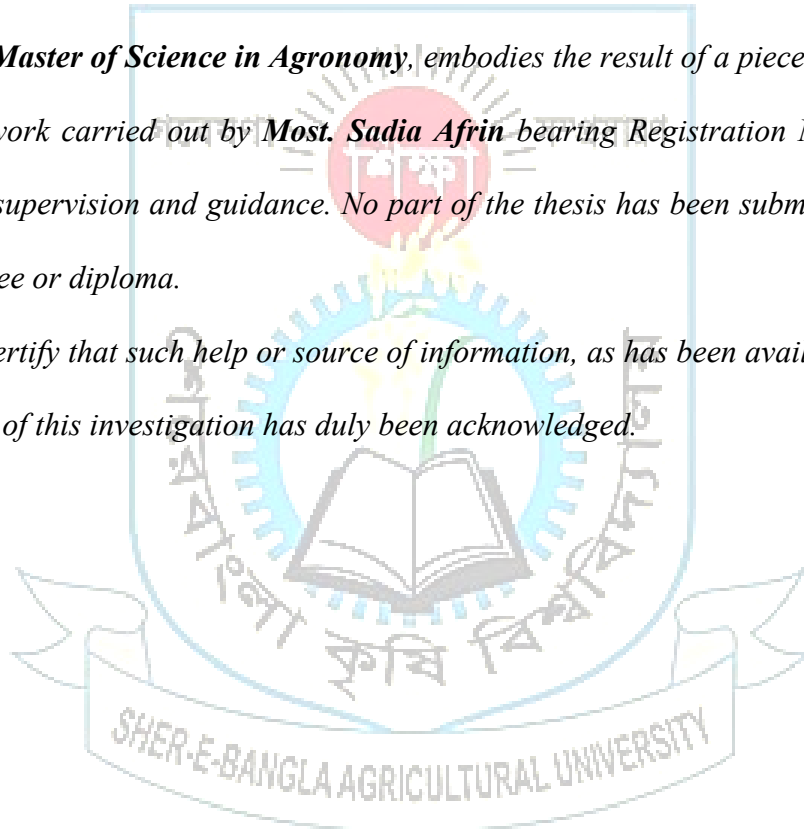 Master of Science in Agronomy, embodies the result of a piece
work carried out by Most. Sadia Afrin bearing Registration
supervision and guidance. No part of the thesis has been subm
ee or diploma.
ertify that such help or source of information, as has been avail
of this investigation has duly been acknowledged.
শেরেবাংলা কৃষি বিশ্ববিদ্যালয়
SHER-E-BANGLA AGRICULTURAL UNIVERSITY